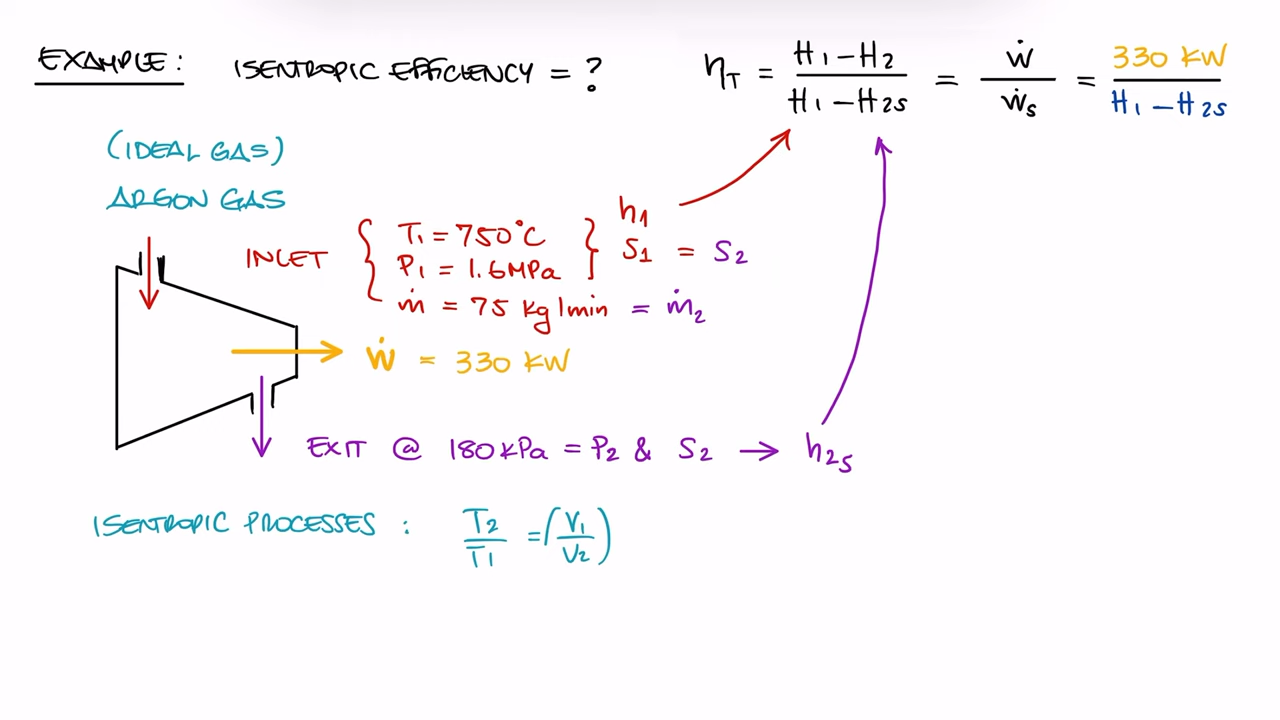 EXAMPLE: ISENTROPIC EFFICIENCY = ?
ηT = (H1 − H2)/(H1 − H2s) = Ẇ/Ẇs = 330 kW/(H1 − H2s)
(IDEAL GAS)
ARGON GAS
INLET { T1 = 750°C } h1
P1 = 1.6MPa } S1 = S2
ṁ = 75 kg/min = ṁ2
Ẇ = 330 kW
EXIT @ 180 kPa = P2 & S2 → h2s
ISENTROPIC PROCESSES : T2/T1 = (V1/V2)